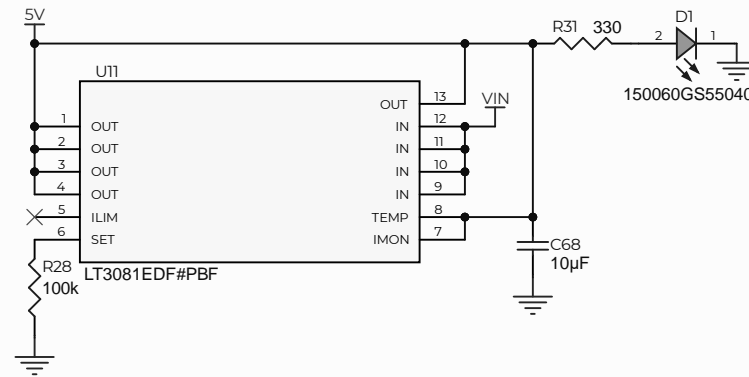 5V
R31 330
D1
2 1
150060GS55040
U11
13
OUT
VIN
1 OUT IN 12
2 OUT IN 11
3 OUT IN 10
4 OUT IN 9
5 ILIM TEMP 8
6 SET IMON 7
LT3081EDF#PBF
R28
100k
C68
10µF